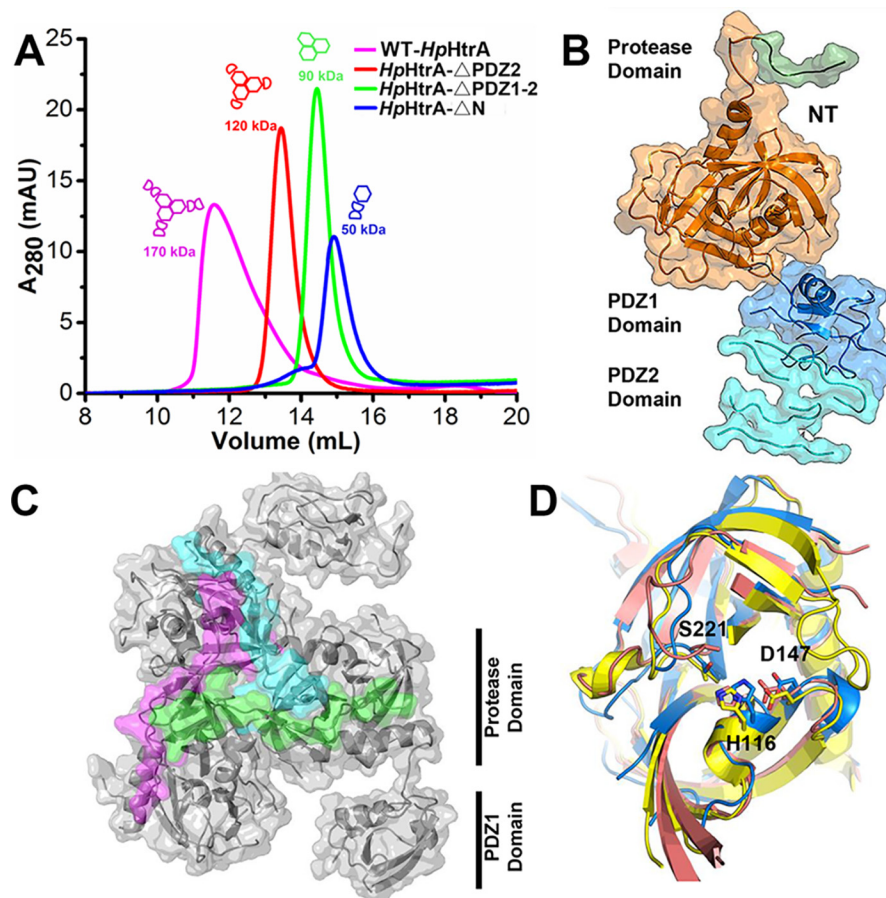 A
25
20
15
10
5
0
A280 (mAU)
8 10 12 14 16 18 20
Volume (mL)
WT-HpHtrA
HpHtrA-△PDZ2
HpHtrA-△PDZ1-2
HpHtrA-△N
90 kDa
120 kDa
170 kDa
50 kDa
B
Protease
Domain
NT
PDZ1
Domain
PDZ2
Domain
C
Protease
Domain
PDZ1
Domain
D
S221
D147
H116